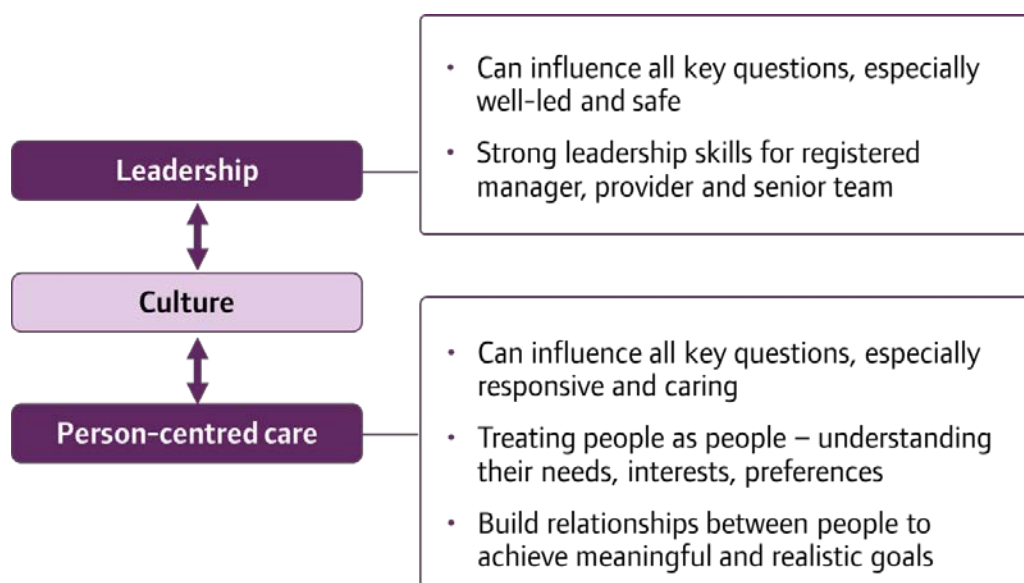 • Can influence all key questions, especially
well-led and safe
• Strong leadership skills for registered
manager, provider and senior team
Leadership
Culture
Person-centred care
• Can influence all key questions, especially
responsive and caring
• Treating people as people – understanding
their needs, interests, preferences
• Build relationships between people to
achieve meaningful and realistic goals